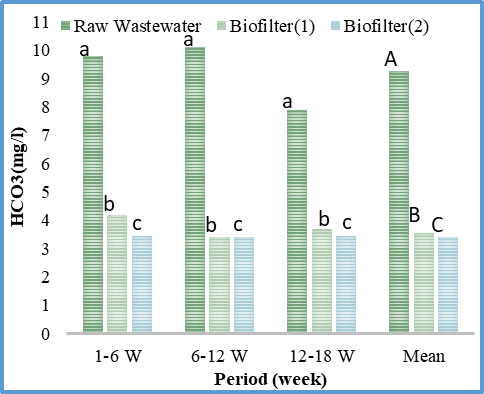 Raw Wastewater Biofilter(1) Biofilter(2)
HCO3(mg/l)
11
10
9
8
7
6
5
4
3
2
1
0
a b c
a b c
a b c
A B C
1-6 W 6-12 W 12-18 W Mean
Period (week)